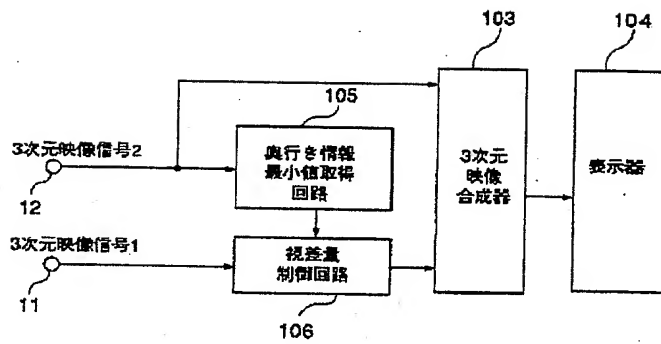 103
104
105
3次元映像信号2
12
奥行き情報
最小値取得
回路
3次元
映像
合成器
表示器
3次元映像信号1
11
視差量
制御回路
106